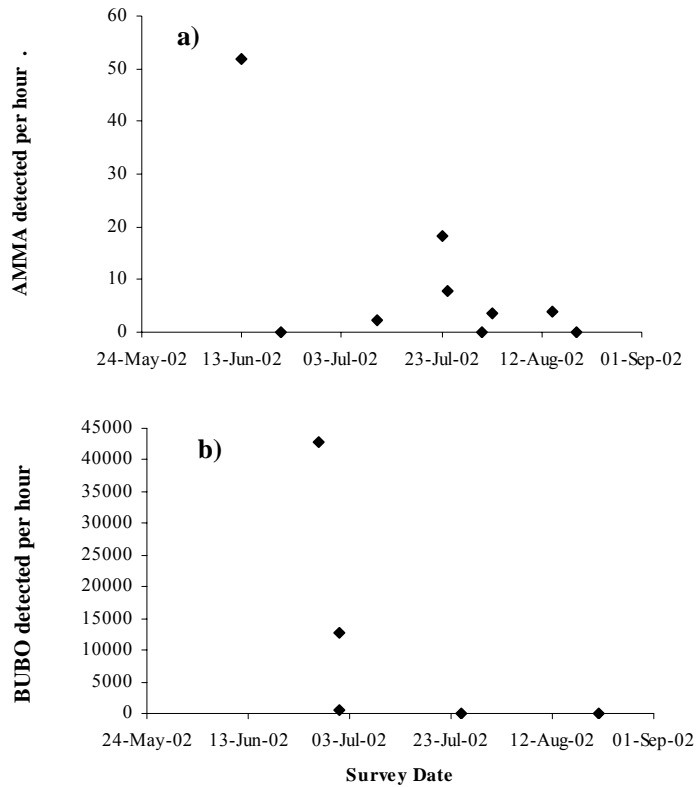 a)
AMMA detected per hour .
60
50
40
30
20
10
0
24-May-02 13-Jun-02 03-Jul-02 23-Jul-02 12-Aug-02 01-Sep-02
b)
BUBO detected per hour
45000
40000
35000
30000
25000
20000
15000
10000
5000
0
24-May-02 13-Jun-02 03-Jul-02 23-Jul-02 12-Aug-02 01-Sep-02
Survey Date